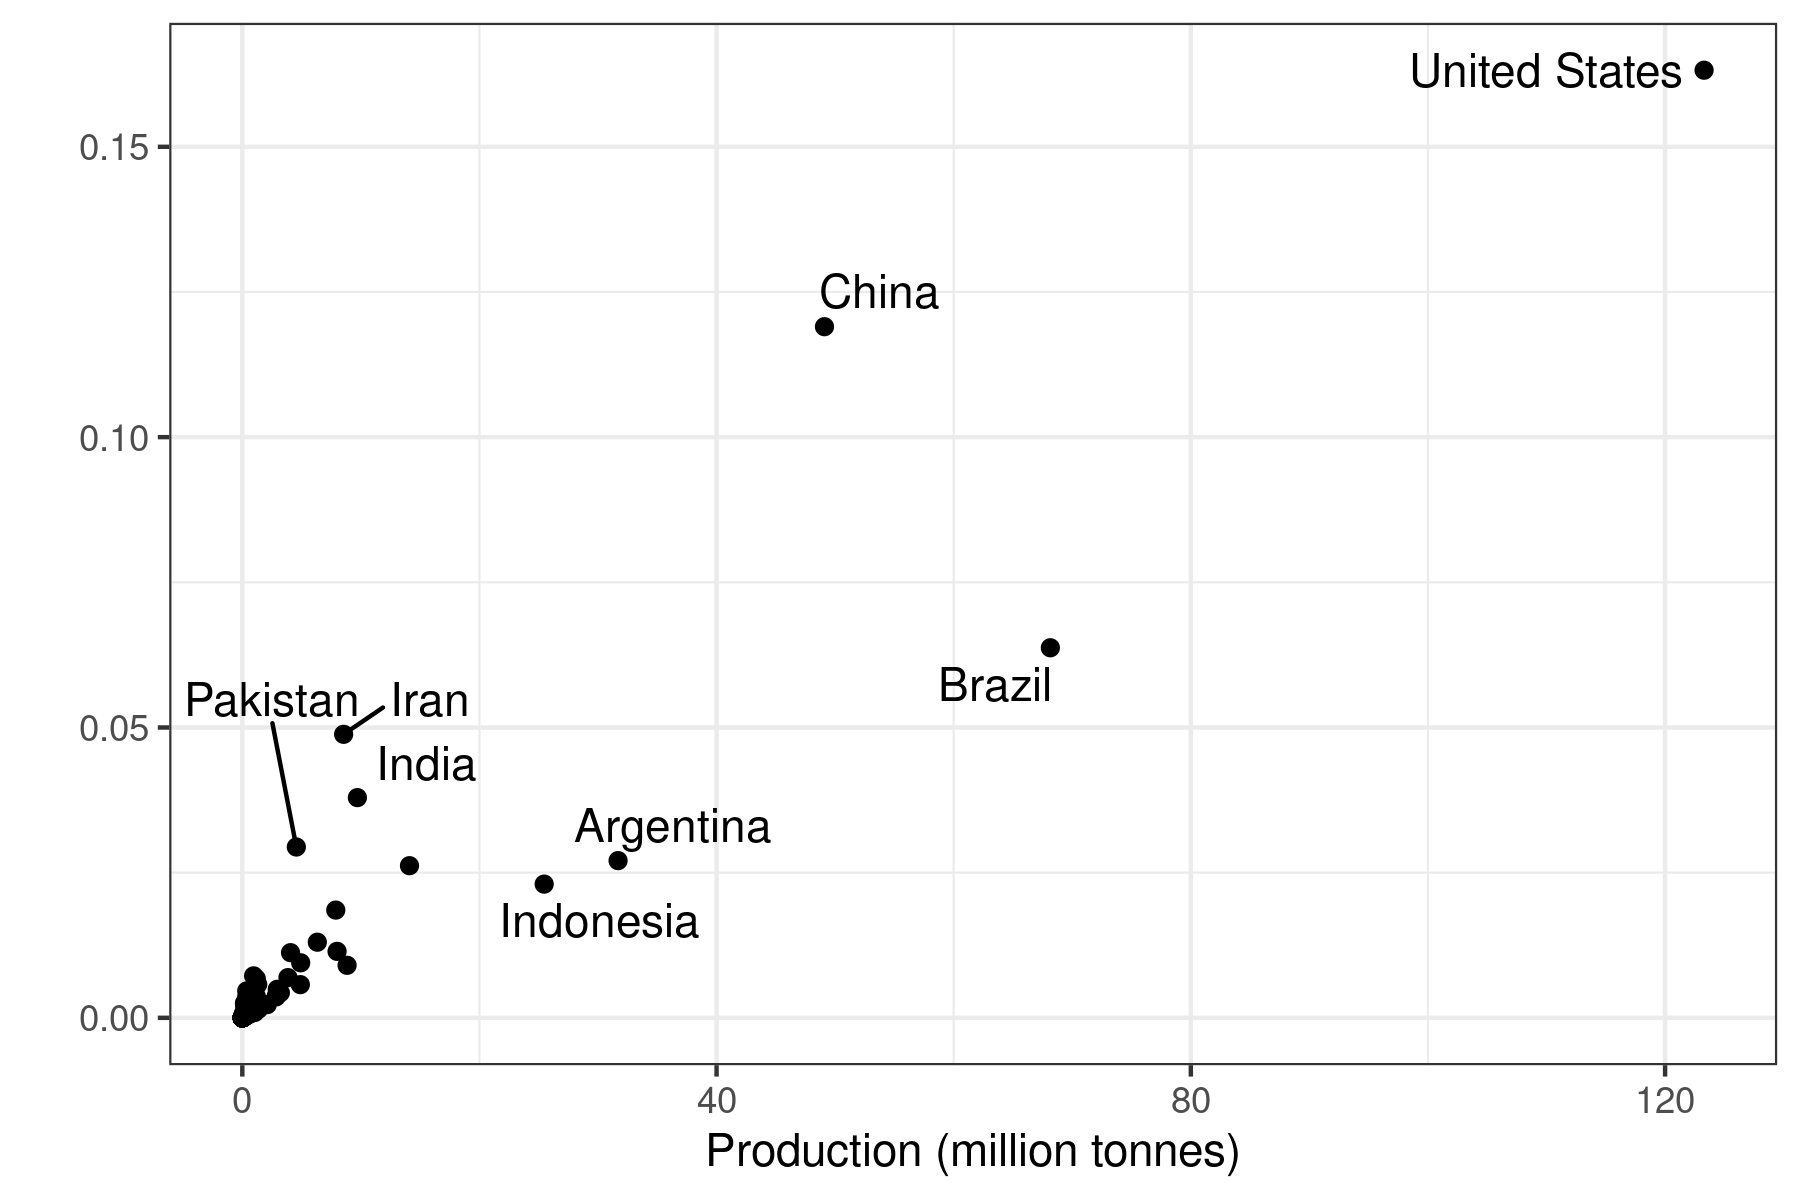 United States
0.15
China
0.10
Brazil
Pakistan
Iran
0.05
India
Argentina
Indonesia
0.00
0
40
80
120
Production (million tonnes)